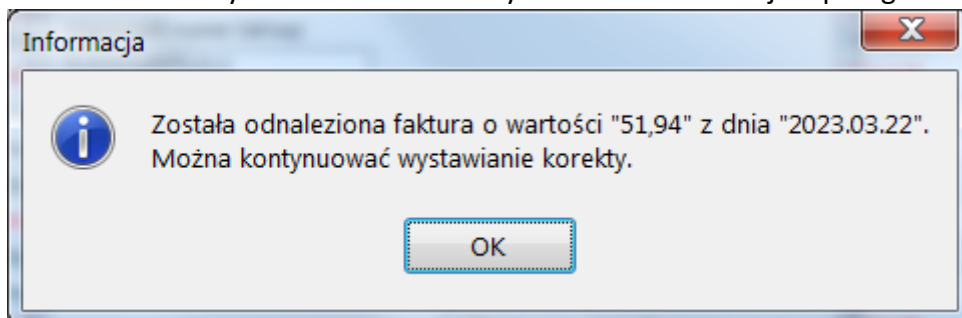 Informacja
Została odnaleziona faktura o wartości "51,94" z dnia "2023.03.22".
Można kontynuować wystawianie korekty.
OK